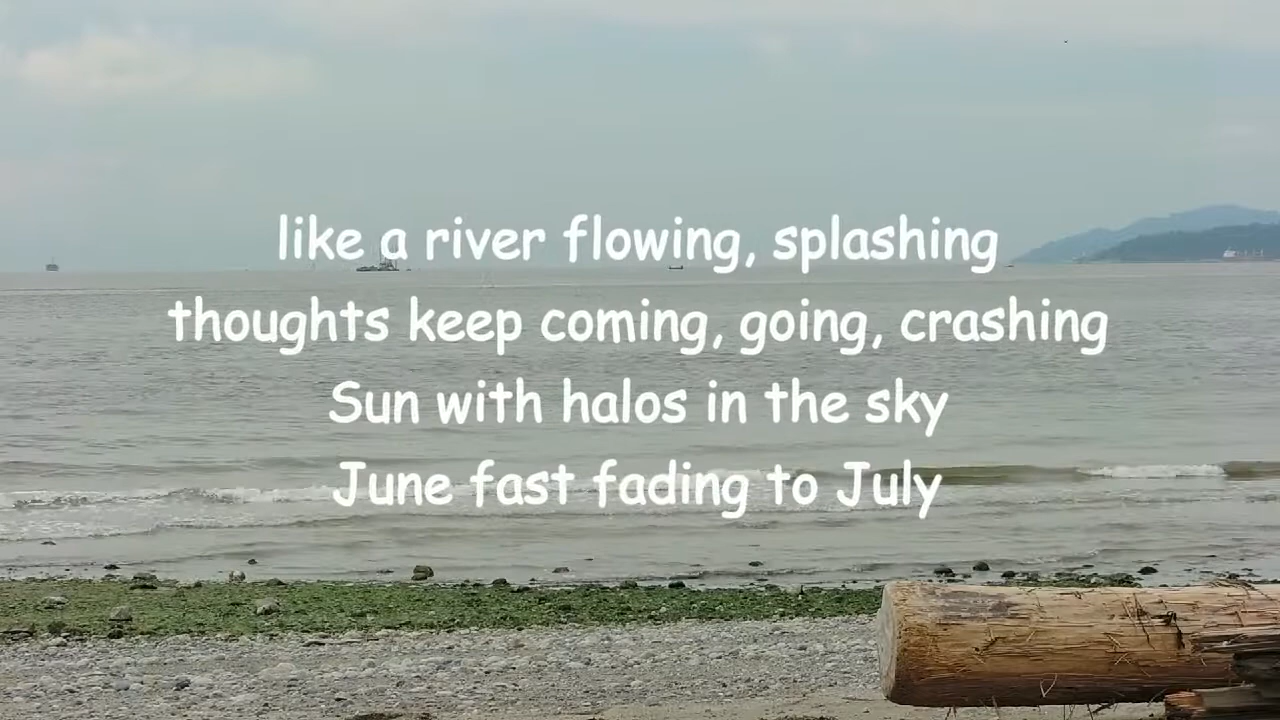 like a river flowing, splashing
thoughts keep coming, going, crashing
Sun with halos in the sky
June fast fading to July